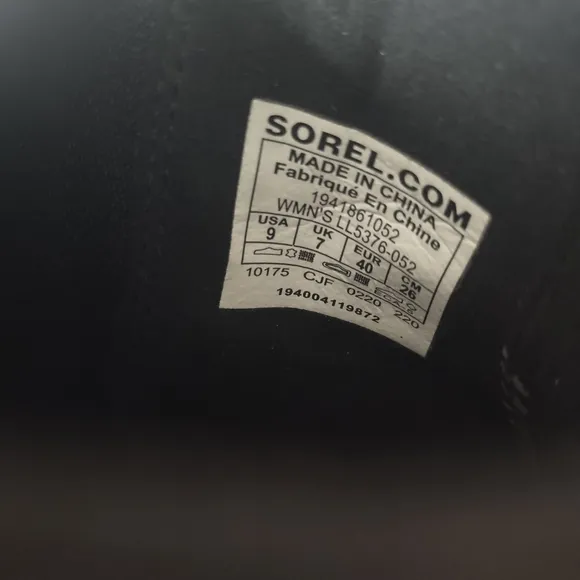 SOREL.COM
MADE IN CHINA
Fabriqué En Chine
1941861052
WMN'S LL5376-052
USA UK EUR CM
9 7 40 26
10175 CJF 0220 220
194004119872